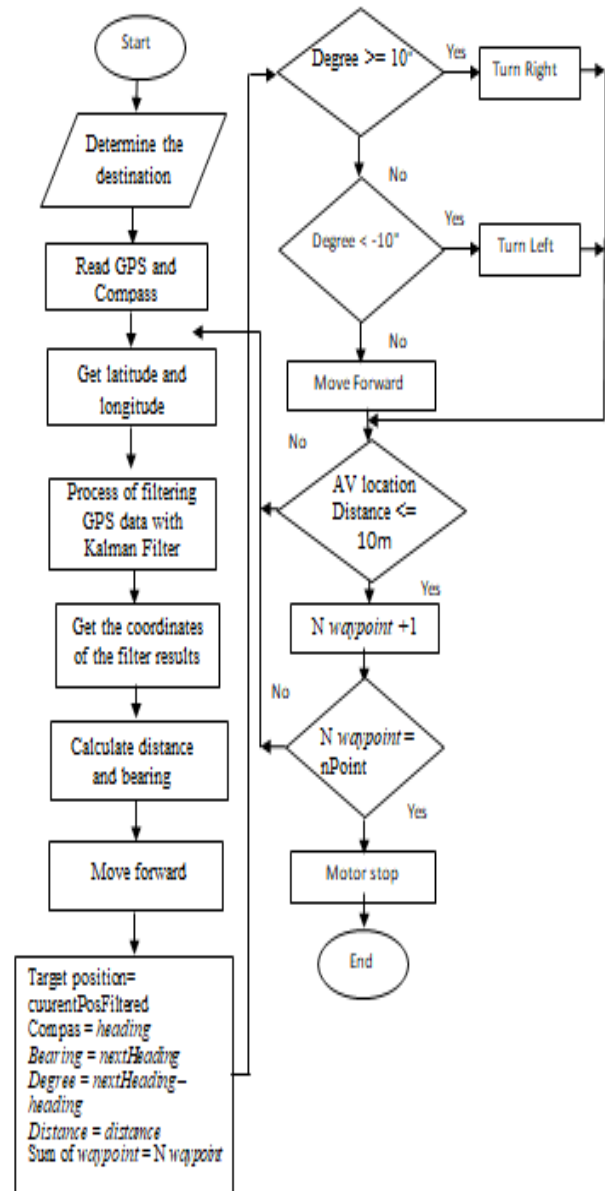 Start
Determine the
destination
Read GPS and
Compass
Get latitude and
longitude
Process of filtering
GPS data with
Kalman Filter
Get the coordinates
of the filter results
Calculate distance
and bearing
Move forward
Target position=
cuurentPosFiltered
Compas = heading
Bearing = nextHeading
Degree = nextHeading–
heading
Distance = distance
Sum of waypoint = N waypoint
Degree >= 10°
Yes
Turn Right
No
Degree < -10°
Yes
Turn Left
No
Move Forward
No
AV location
Distance <=
10m
Yes
N waypoint +1
No
N waypoint =
nPoint
Yes
Motor stop
End